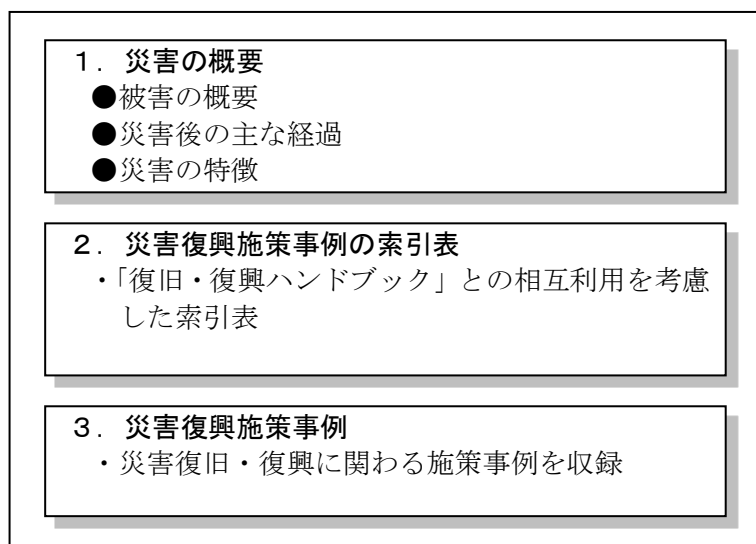 １．災害の概要
●被害の概要
●災害後の主な経過
●災害の特徴
２．災害復興施策事例の索引表
・「復旧・復興ハンドブック」との相互利用を考慮
した索引表
３．災害復興施策事例
・災害復旧・復興に関わる施策事例を収録